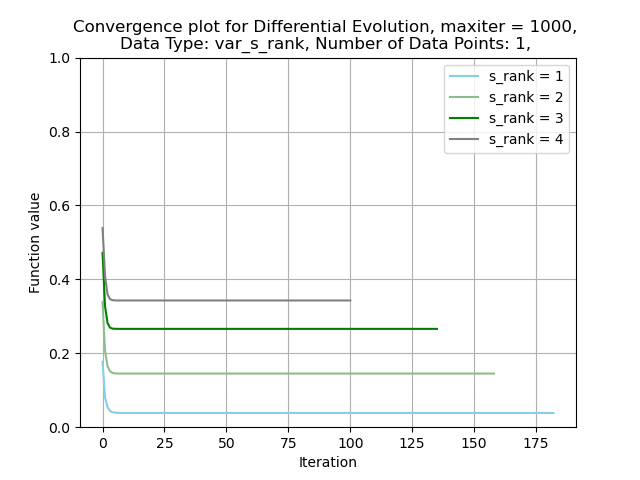 Convergence plot for Differential Evolution, maxiter = 1000,
Data Type: var_s_rank, Number of Data Points: 1,
s_rank = 1
s_rank = 2
s_rank = 3
s_rank = 4
Function value
1.0
0.8
0.6
0.4
0.2
0.0
0 25 50 75 100 125 150 175
Iteration